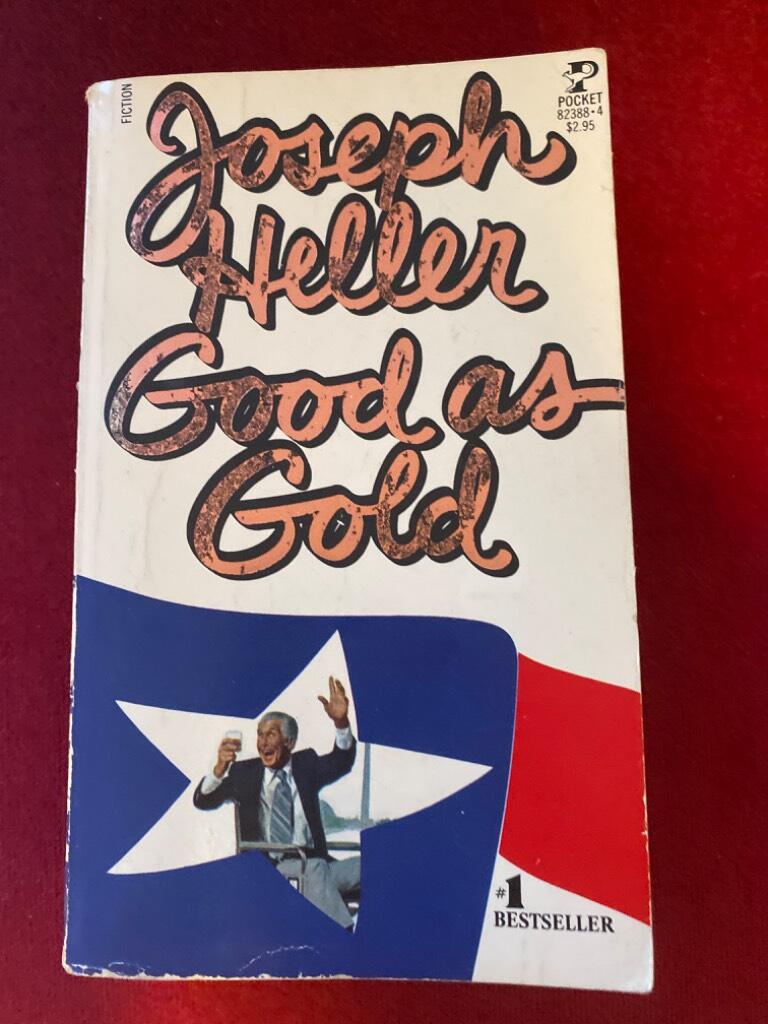 FICTION
P
POCKET
82388·4
$2.95
Joseph
Heller
Good as
Gold
#1
BESTSELLER